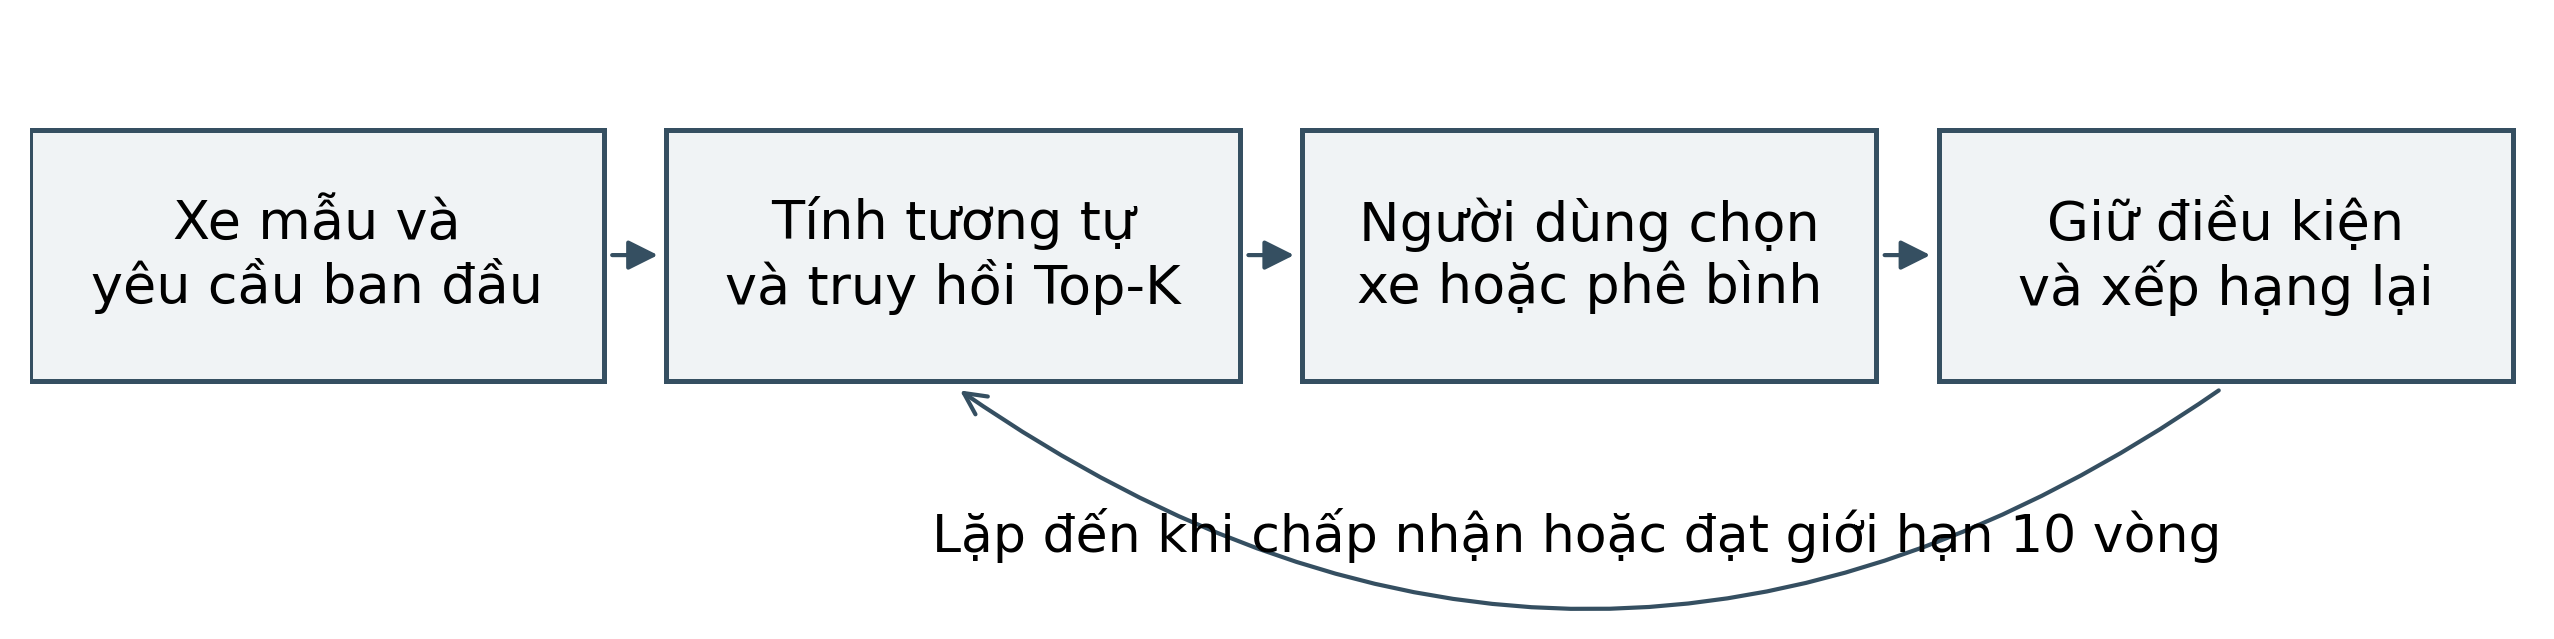 Xe mẫu và
yêu cầu ban đầu
Tính tương tự
và truy hồi Top-K
Người dùng chọn
xe hoặc phê bình
Giữ điều kiện
và xếp hạng lại
Lặp đến khi chấp nhận hoặc đạt giới hạn 10 vòng